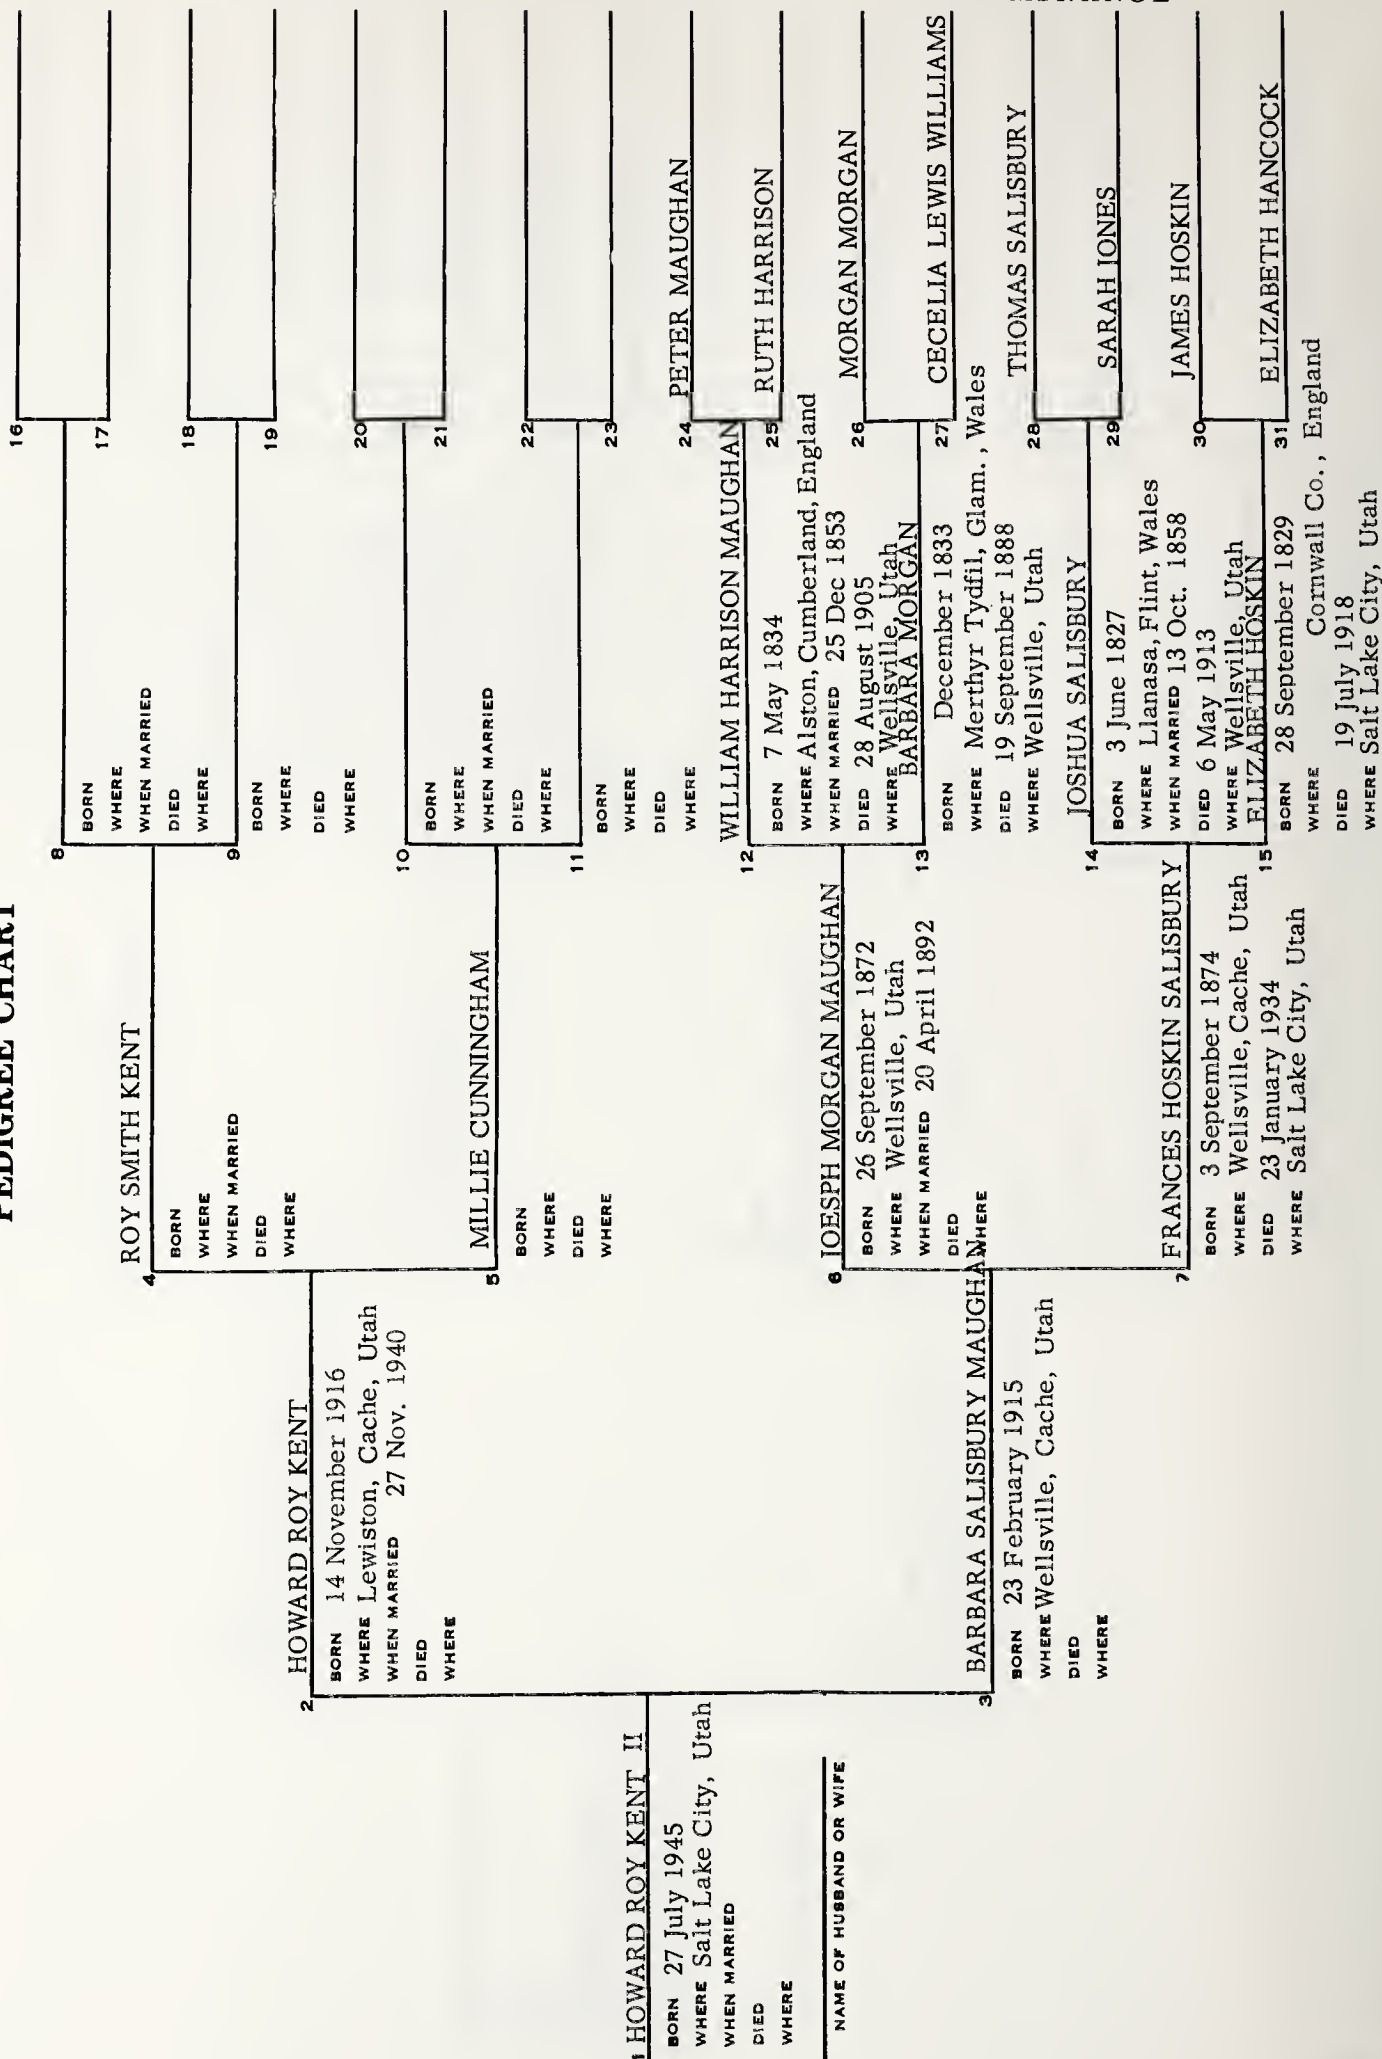 PEDIGREE CHART
HOWARD ROY KENT II
BORN 27 July 1945
WHERE Salt Lake City, Utah
WHEN MARRIED
DIED
WHERE
NAME OF HUSBAND OR WIFE
2
HOWARD ROY KENT
BORN 14 November 1916
WHERE Lewiston, Cache, Utah
WHEN MARRIED 27 Nov. 1940
DIED
WHERE
3
BARBARA SALISBURY MAUGHAN
BORN 23 February 1915
WHERE Wellsville, Cache, Utah
DIED
WHERE
4
ROY SMITH KENT
BORN
WHERE
WHEN MARRIED
DIED
WHERE
5
MILLIE CUNNINGHAM
BORN
WHERE
DIED
WHERE
6
JOESPH MORGAN MAUGHAN
BORN 26 September 1872
WHERE Wellsville, Utah
WHEN MARRIED 20 April 1892
DIED
WHERE
7
FRANCES HOSKIN SALISBURY
BORN 3 September 1874
WHERE Wellsville, Cache, Utah
DIED 23 January 1934
WHERE Salt Lake City, Utah
8
BORN
WHERE
WHEN MARRIED
DIED
WHERE
9
BORN
WHERE
DIED
WHERE
10
BORN
WHERE
WHEN MARRIED
DIED
WHERE
11
BORN
WHERE
DIED
WHERE
12
WILLIAM HARRISON MAUGHAN
BORN 7 May 1834
WHERE Alston, Cumberland, England
WHEN MARRIED 25 Dec 1853
DIED 28 August 1905
WHERE Wellsville, Utah
13
BARBARA MORGAN
BORN December 1833
WHERE Merthyr Tydfil, Glam., Wales
DIED 19 September 1888
WHERE Wellsville, Utah
14
JOSHUA SALISBURY
BORN 3 June 1827
WHERE Llanasa, Flint, Wales
WHEN MARRIED 13 Oct. 1858
DIED 6 May 1913
WHERE Wellsville, Utah
15
ELIZABETH HOSKIN
BORN 28 September 1829
WHERE Cornwall Co., England
DIED 19 July 1918
WHERE Salt Lake City, Utah
16
17
18
19
20
21
22
23
24
PETER MAUGHAN
25
RUTH HARRISON
26
MORGAN MORGAN
27
CECELIA LEWIS WILLIAMS
28
THOMAS SALISBURY
29
SARAH JONES
30
JAMES HOSKIN
31
ELIZABETH HANCOCK